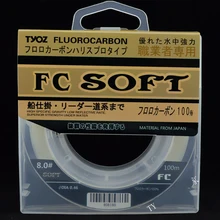 TYOZ FLUOROCARBON
フロロカーボンハリスプロタイプ
優れた水中強力
職業者専用
FC SOFT
船仕掛・リーダー道系まで
フロロカーボン100%
MATERIAL FROM JAPAN
8.0#
100m
SOFT
FC